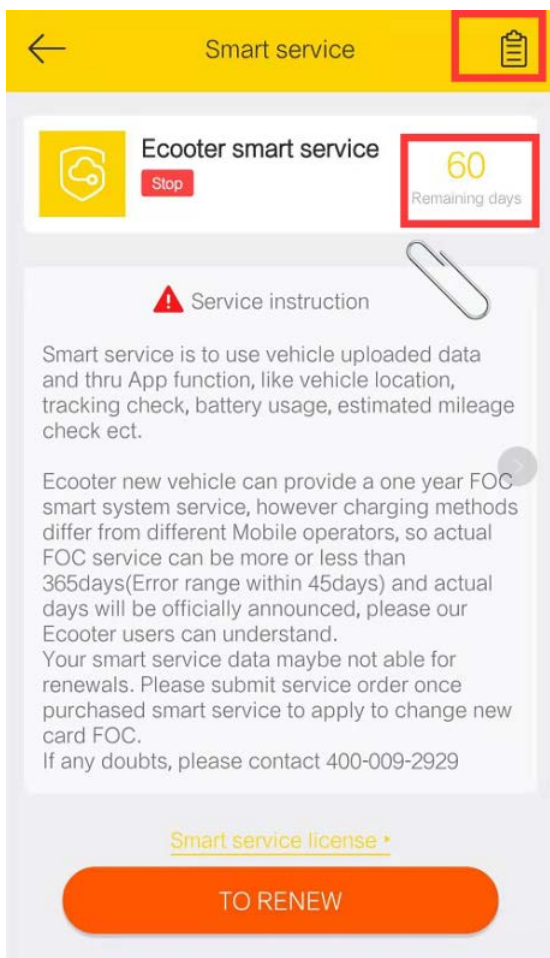 Smart service
Ecooter smart service
Stop
60
Remaining days
Service instruction
Smart service is to use vehicle uploaded data
and thru App function, like vehicle location,
tracking check, battery usage, estimated mileage
check ect.
Ecooter new vehicle can provide a one year FOC
smart system service, however charging methods
differ from different Mobile operators, so actual
FOC service can be more or less than
365days(Error range within 45days) and actual
days will be officially announced, please our
Ecooter users can understand.
Your smart service data maybe not able for
renewals. Please submit service order once
purchased smart service to apply to change new
card FOC.
If any doubts, please contact 400-009-2929
Smart service license
TO RENEW